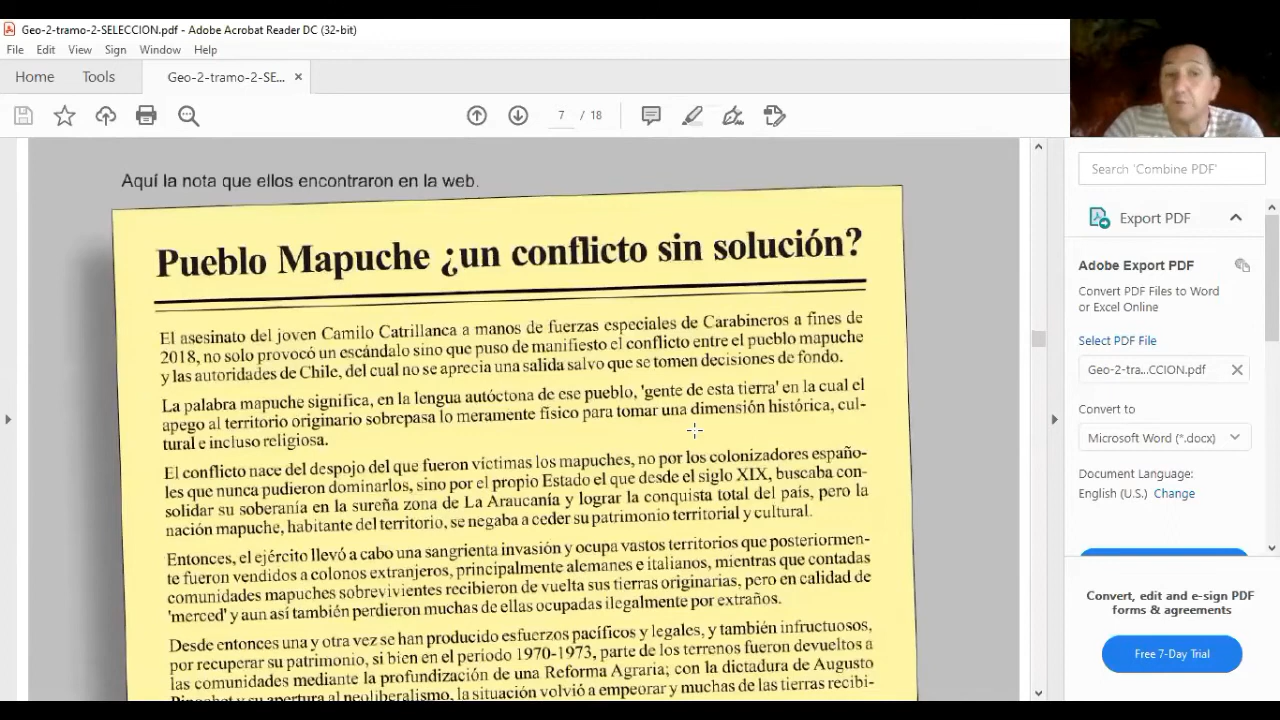 Geo-2-tramo-2-SELECCION.pdf - Adobe Acrobat Reader DC (32-bit)
File Edit View Sign Window Help
Home Tools Geo-2-tramo-2-SE... ×
7 / 18
Search 'Combine PDF'
Aquí la nota que ellos encontraron en la web.
Pueblo Mapuche ¿un conflicto sin solución?
El asesinato del joven Camilo Catrillanca a manos de fuerzas especiales de Carabineros a fines de
2018, no solo provocó un escándalo sino que puso de manifiesto el conflicto entre el pueblo mapuche
y las autoridades de Chile, del cual no se aprecia una salida salvo que se tomen decisiones de fondo.
La palabra mapuche significa, en la lengua autóctona de ese pueblo, 'gente de esta tierra' en la cual el
apego al territorio originario sobrepasa lo meramente físico para tomar una dimensión histórica, cul-
tural e incluso religiosa.
El conflicto nace del despojo del que fueron víctimas los mapuches, no por los colonizadores españo-
les que nunca pudieron dominarlos, sino por el propio Estado el que desde el siglo XIX, buscaba con-
solidar su soberanía en la sureña zona de La Araucanía y lograr la conquista total del país, pero la
nación mapuche, habitante del territorio, se negaba a ceder su patrimonio territorial y cultural.
Entonces, el ejército llevó a cabo una sangrienta invasión y ocupa vastos territorios que posteriormen-
te fueron vendidos a colonos extranjeros, principalmente alemanes e italianos, mientras que contadas
comunidades mapuches sobrevivientes recibieron de vuelta sus tierras originarias, pero en calidad de
'merced' y aun así también perdieron muchas de ellas ocupadas ilegalmente por extraños.
Desde entonces una y otra vez se han producido esfuerzos pacíficos y legales, y también infructuosos,
por recuperar su patrimonio, si bien en el período 1970-1973, parte de los terrenos fueron devueltos a
las comunidades mediante la profundización de una Reforma Agraria; con la dictadura de Augusto
Pinochet y su apertura al neoliberalismo, la situación volvió a empeorar y muchas de las tierras recibi-
Export PDF
Adobe Export PDF
Convert PDF Files to Word
or Excel Online
Select PDF File
Geo-2-tra...CCION.pdf
Convert to
Microsoft Word (*.docx)
Document Language:
English (U.S.) Change
Convert, edit and e-sign PDF
forms & agreements
Free 7-Day Trial